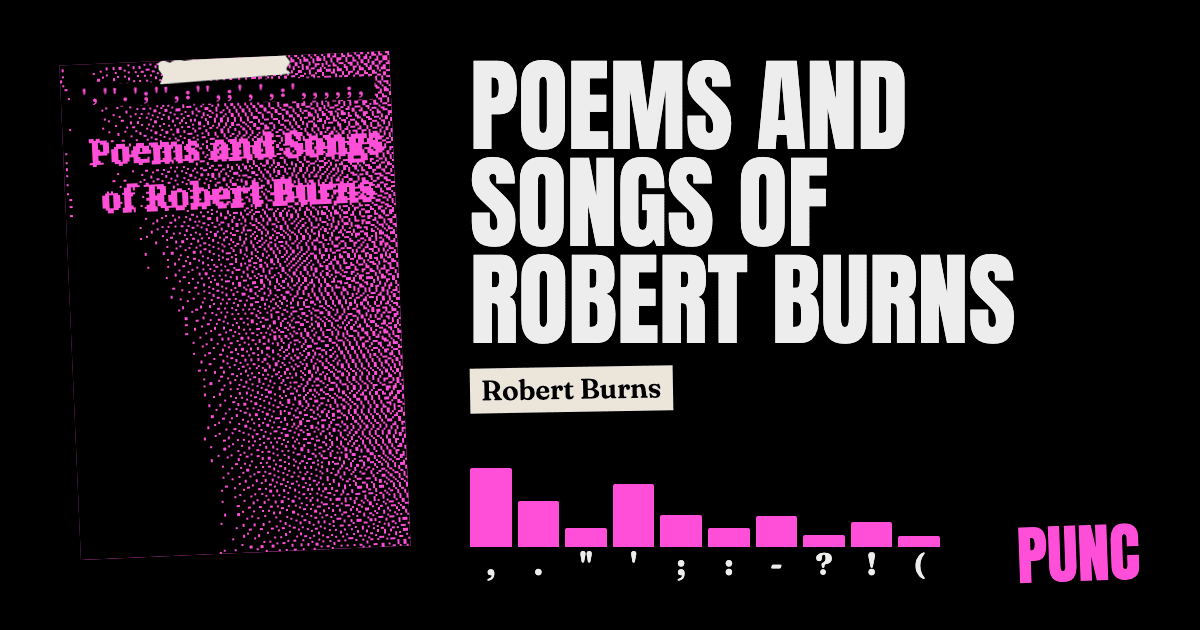 ','".';'",:'',;',',:',,,,;,
Poems and Songs
of Robert Burns
POEMS AND
SONGS OF
ROBERT BURNS
Robert Burns
, . " ' ; : - ? ! (
PUNC